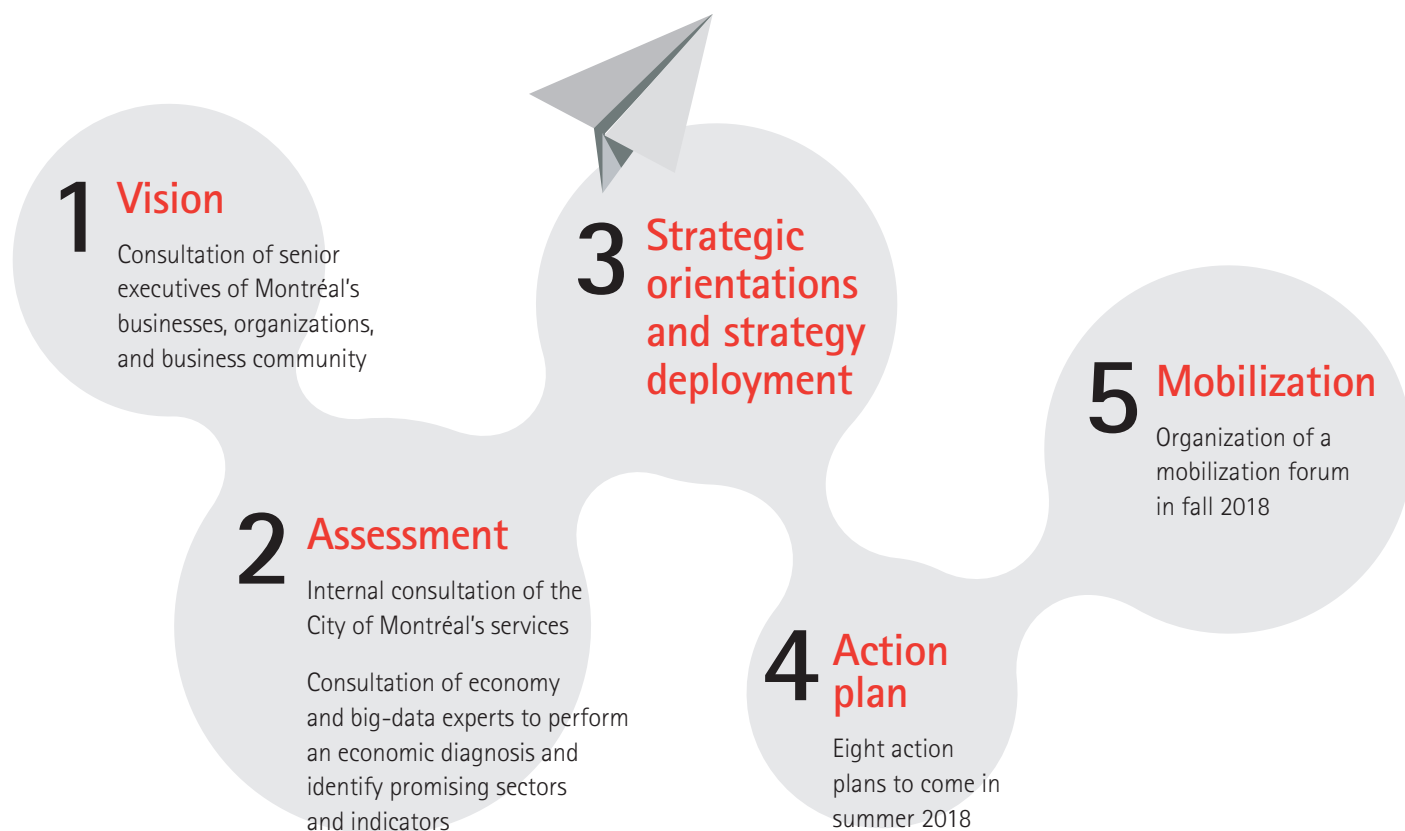 1 Vision
Consultation of senior
executives of Montréal's
businesses, organizations,
and business community
2 Assessment
Internal consultation of the
City of Montréal's services
Consultation of economy
and big-data experts to perform
an economic diagnosis and
identify promising sectors
and indicators
3 Strategic
orientations
and strategy
deployment
4 Action
plan
Eight action
plans to come in
summer 2018
5 Mobilization
Organization of a
mobilization forum
in fall 2018